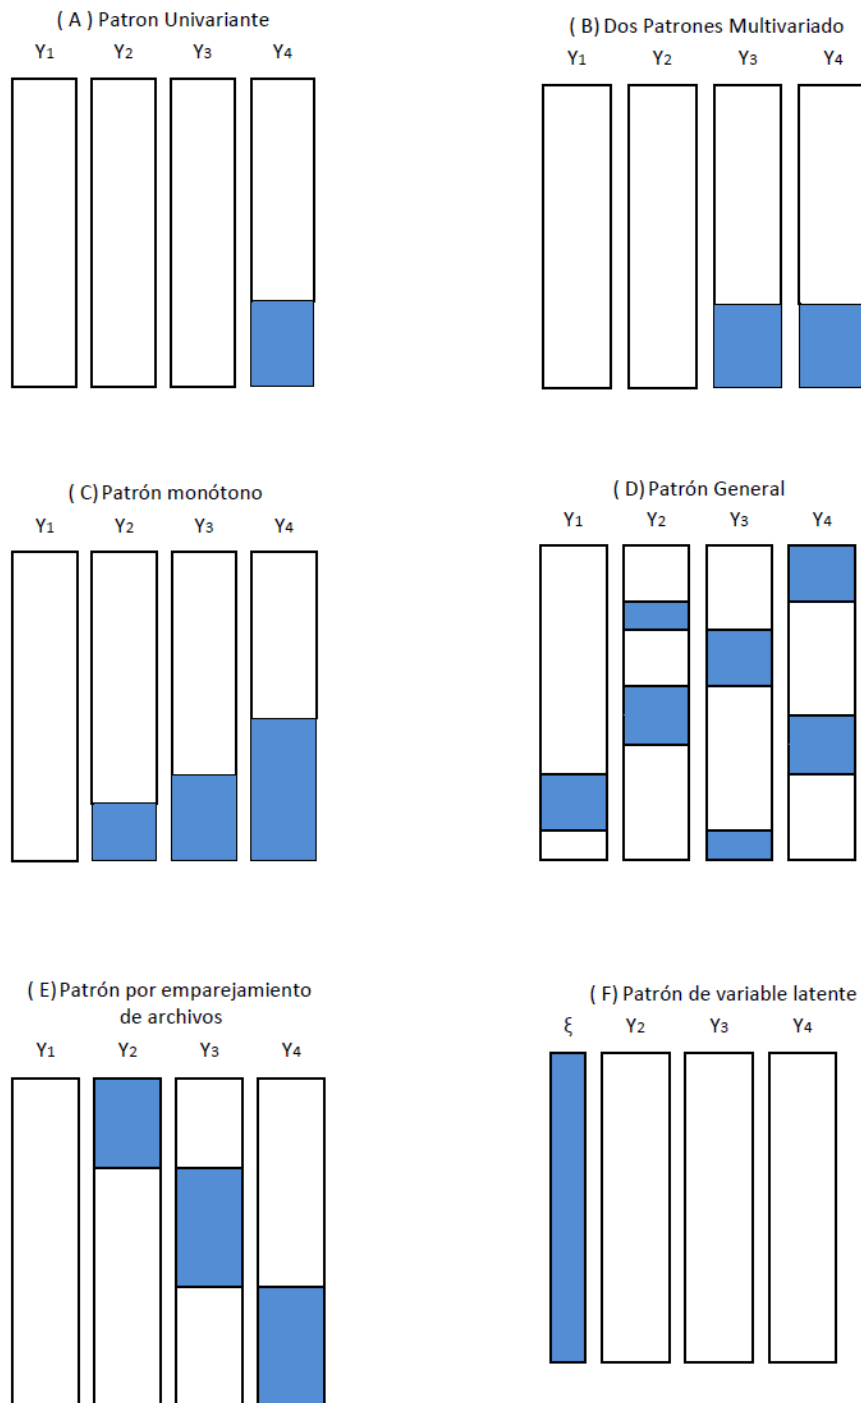 ( A ) Patron Univariante
Y1 Y2 Y3 Y4
( B) Dos Patrones Multivariado
Y1 Y2 Y3 Y4
( C) Patrón monótono
Y1 Y2 Y3 Y4
( D) Patrón General
Y1 Y2 Y3 Y4
( E) Patrón por emparejamiento
de archivos
Y1 Y2 Y3 Y4
( F) Patrón de variable latente
ξ Y2 Y3 Y4